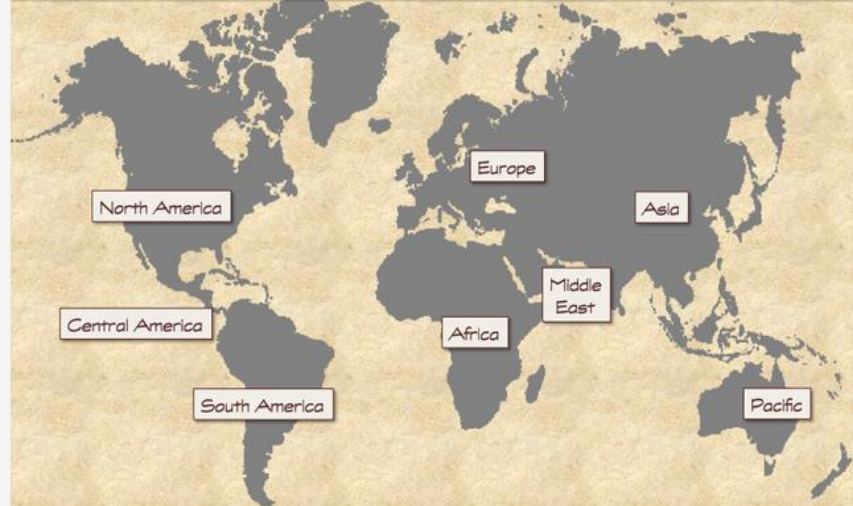 Europe
North America
Asia
Middle
East
Central America
Africa
South America
Pacific